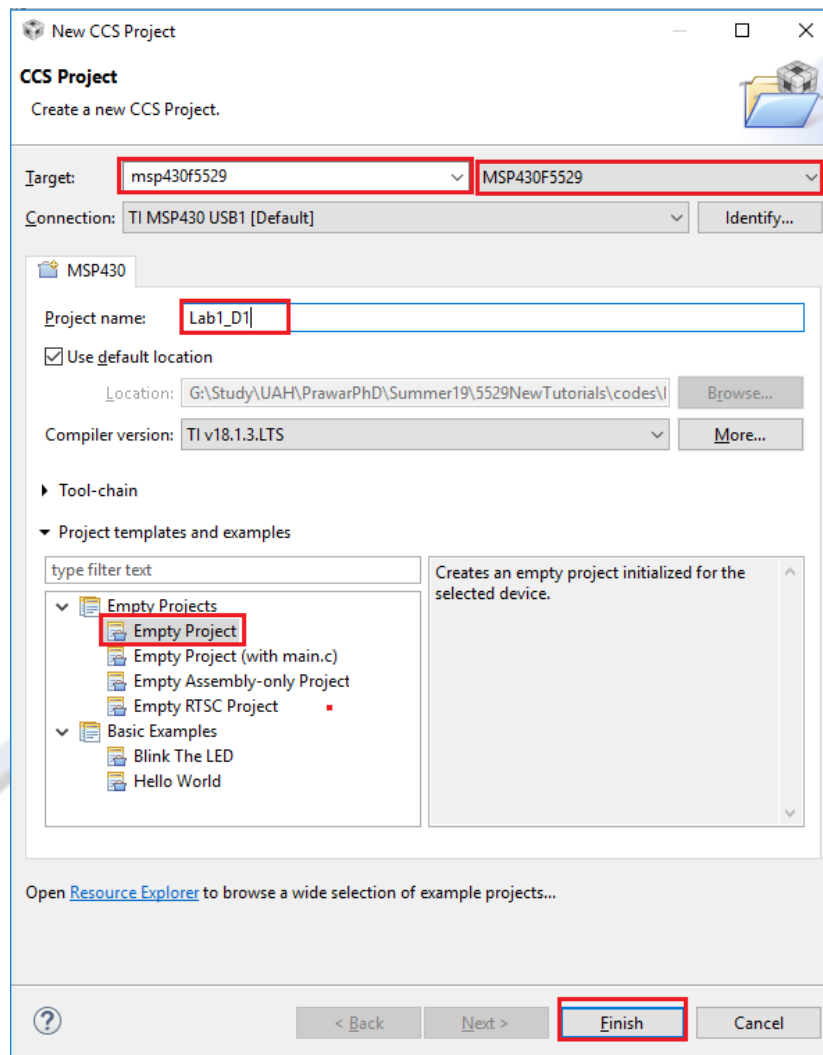 New CCS Project
CCS Project
Create a new CCS Project.
Target: msp430f5529 MSP430F5529
Connection: TI MSP430 USB1 [Default] Identify...
MSP430
Project name: Lab1_D1
Use default location
Location: G:\Study\UAH\PrawarPhD\Summer19\5529NewTutorials\codes\l Browse...
Compiler version: TI v18.1.3.LTS More...
Tool-chain
Project templates and examples
type filter text
Creates an empty project initialized for the
selected device.
Empty Projects
Empty Project
Empty Project (with main.c)
Empty Assembly-only Project
Empty RTSC Project
Basic Examples
Blink The LED
Hello World
Open Resource Explorer to browse a wide selection of example projects...
? < Back Next > Finish Cancel